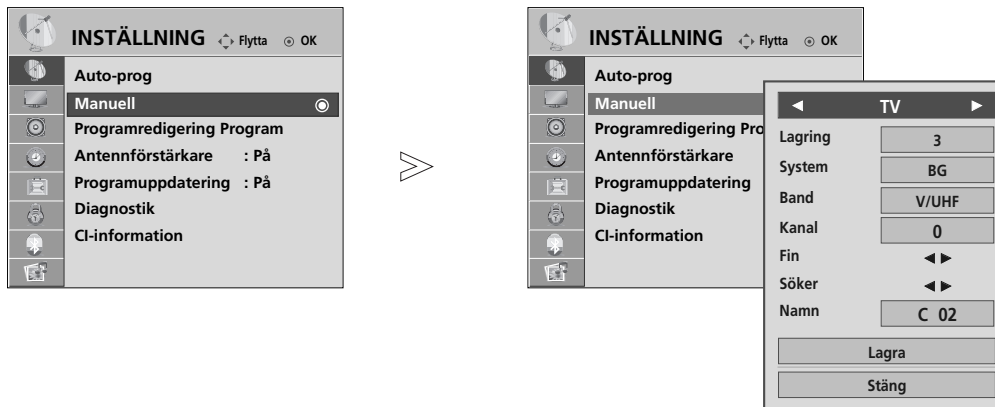 INSTÄLLNING Flytta OK
Auto-prog
Manuell
Programredigering Program
Antennförstärkare : På
Programuppdatering : På
Diagnostik
CI-information
INSTÄLLNING Flytta OK
Auto-prog
Manuell
Programredigering Pro
Antennförstärkare
Programuppdatering
Diagnostik
CI-information
TV
Lagring 3
System BG
Band V/UHF
Kanal 0
Fin
Söker
Namn C 02
Lagra
Stäng